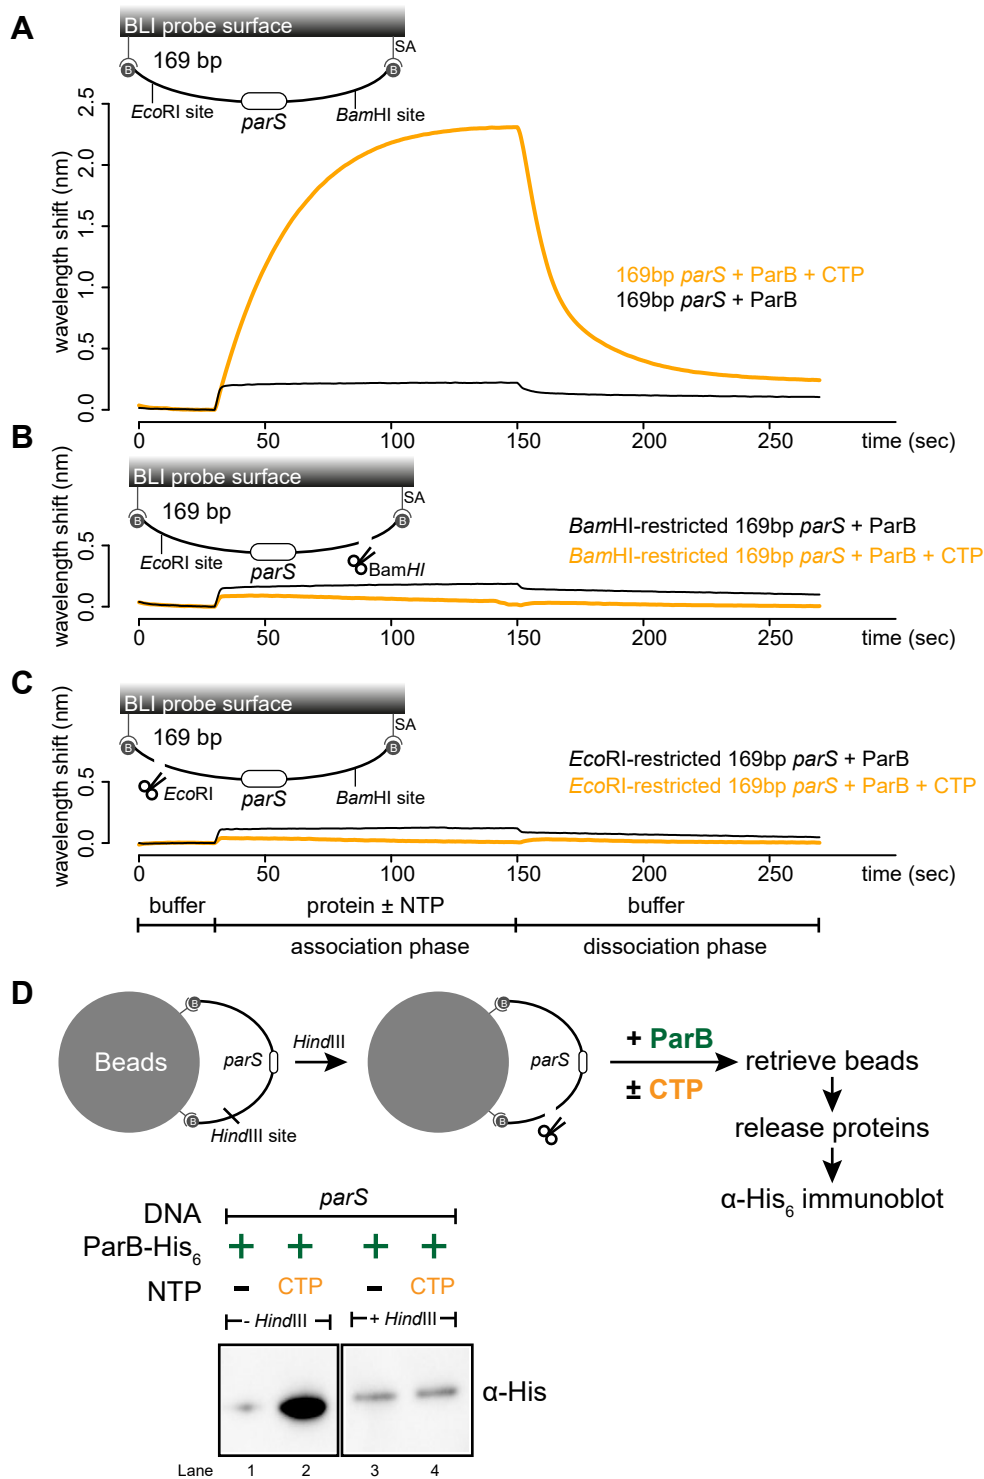 A
BLI probe surface
SA
B
B
169 bp
EcoRI site
parS
BamHI site
wavelength shift (nm)
2.5
2.0
1.5
1.0
0.5
0.0
169bp parS + ParB + CTP
169bp parS + ParB
0 50 100 150 200 250 time (sec)
B
BLI probe surface
SA
B
B
169 bp
EcoRI site
parS
BamHI
wavelength shift (nm)
0.5
0.0
BamHI-restricted 169bp parS + ParB
BamHI-restricted 169bp parS + ParB + CTP
0 50 100 150 200 250 time (sec)
C
BLI probe surface
SA
B
B
169 bp
EcoRI
parS
BamHI site
wavelength shift (nm)
0.5
0.0
EcoRI-restricted 169bp parS + ParB
EcoRI-restricted 169bp parS + ParB + CTP
0 50 100 150 200 250 time (sec)
buffer protein ± NTP buffer
association phase dissociation phase
D
B
B
Beads
parS
HindIII site
HindIII
B
B
parS
+ ParB
± CTP
retrieve beads
release proteins
α-His6 immunoblot
DNA parS
ParB-His6 + + + +
NTP - CTP - CTP
- HindIII + HindIII
α-His
Lane 1 2 3 4